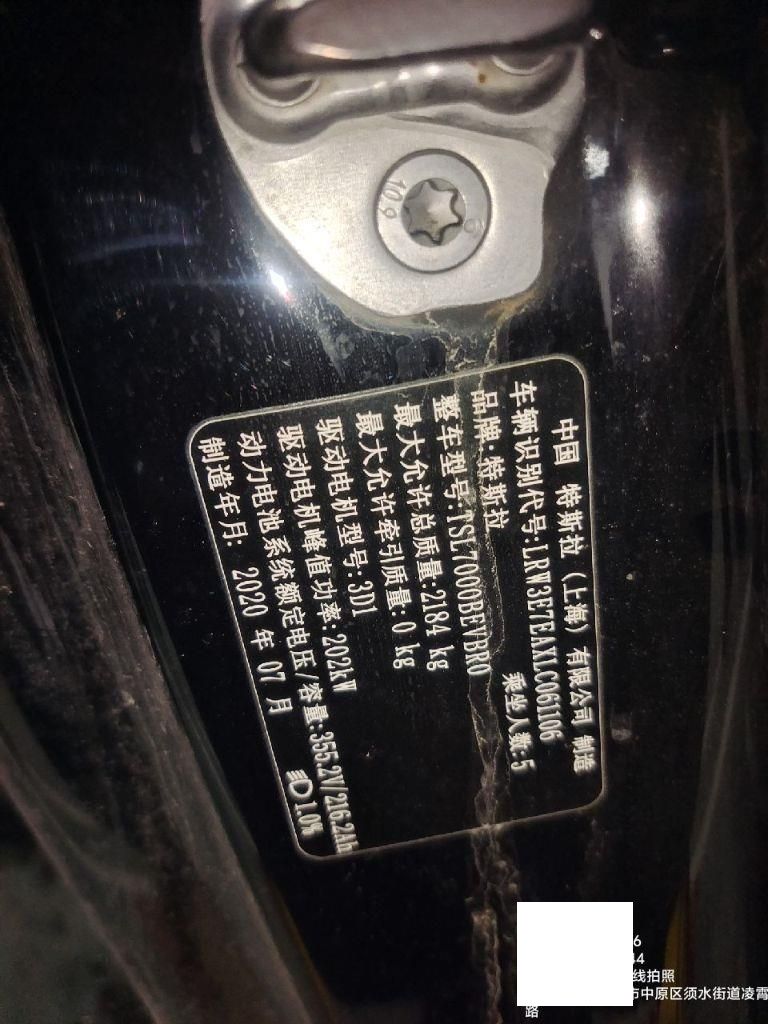 10.9
中国 特斯拉（上海）有限公司 制造
车辆识别代号:LRW3E7EAXLC061106
品牌:特斯拉 乘坐人数:5
整车型号:TSL7000BEVBR0
最大允许总质量:2184 kg
最大允许牵引质量: 0 kg
驱动电机型号:3D1
驱动电机峰值功率:202kW
动力电池系统额定电压/容量:355.2V/216.2Ah
制造年月: 2020 年 07 月 1.0%
6
44
线拍照
市中原区须水街道凌霄
路